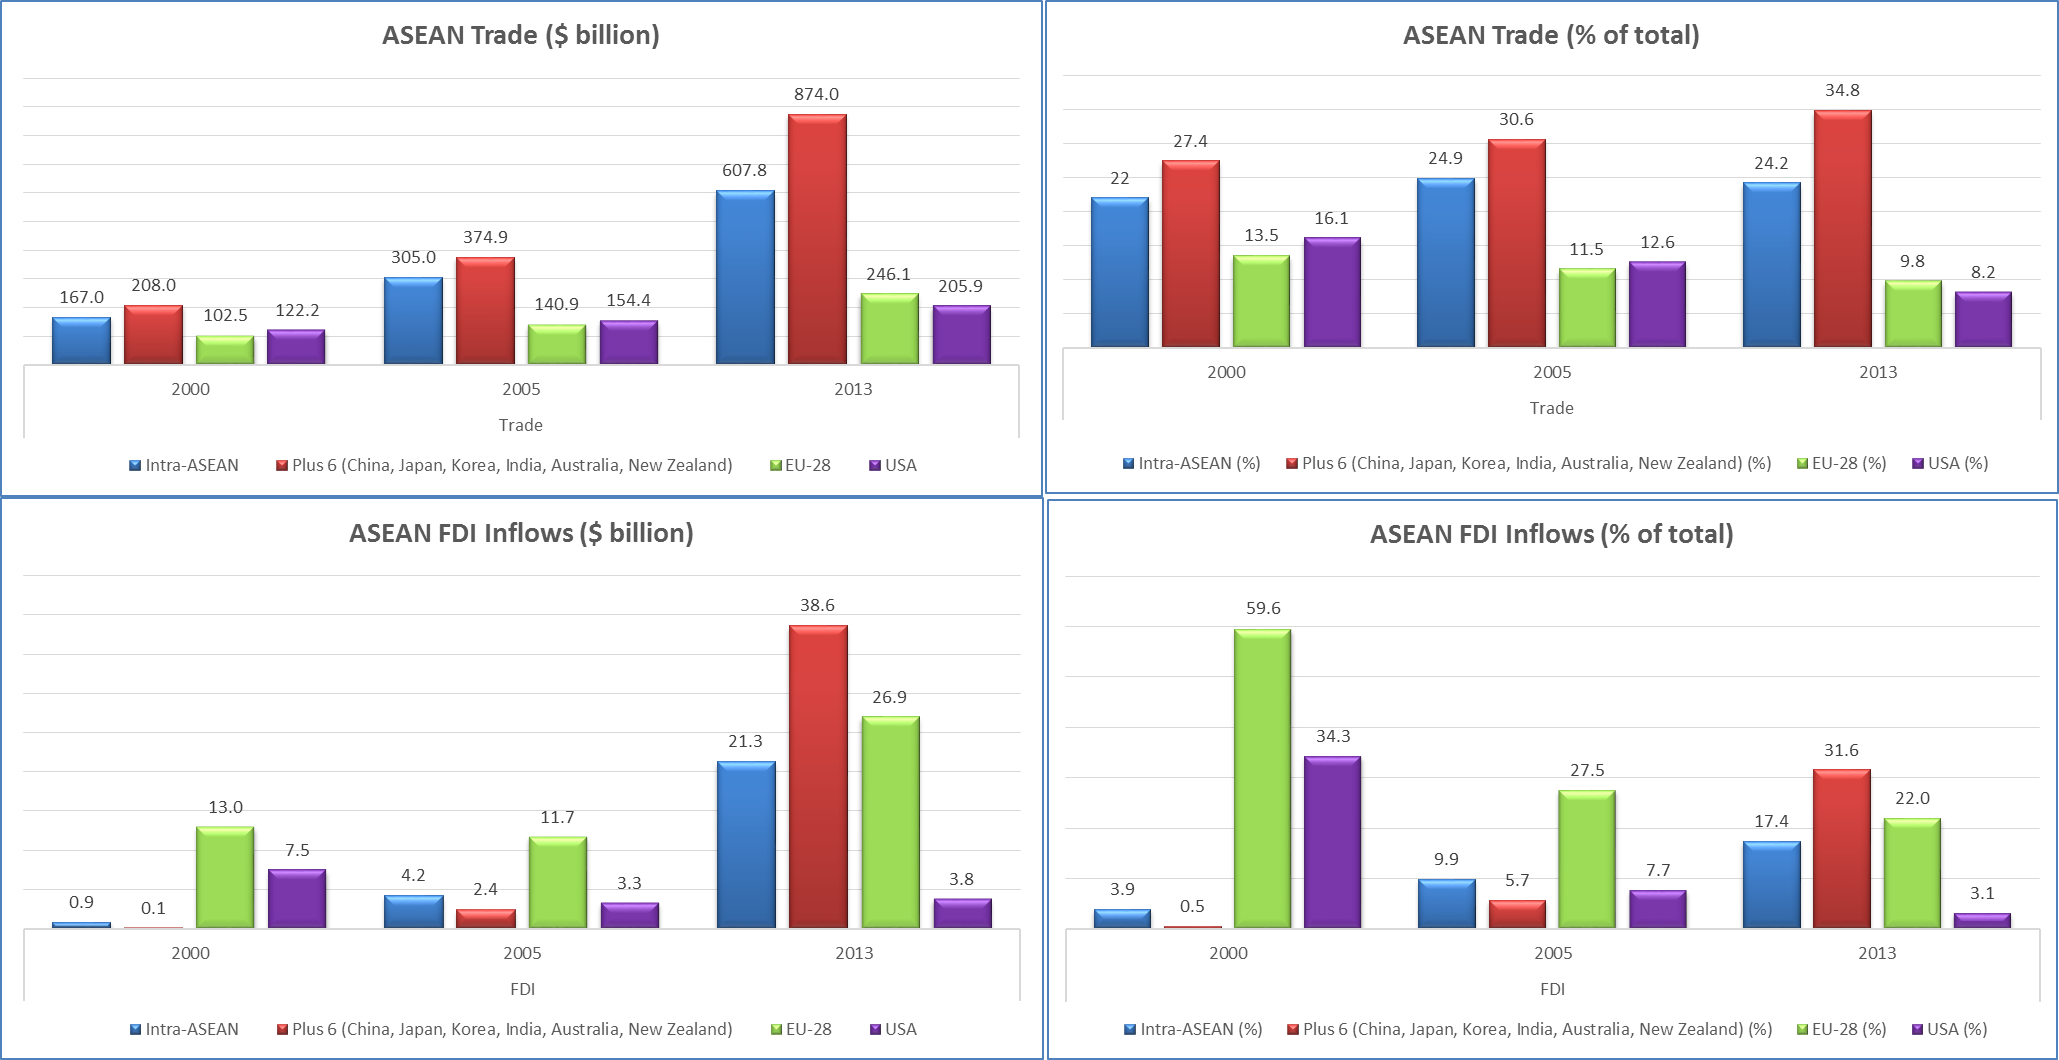 ASEAN Trade ($ billion)
167.0 208.0 102.5 122.2 305.0 374.9 140.9 154.4 607.8 874.0 246.1 205.9
2000 2005 2013
Trade
Intra-ASEAN Plus 6 (China, Japan, Korea, India, Australia, New Zealand) EU-28 USA
ASEAN Trade (% of total)
22 27.4 13.5 16.1 24.9 30.6 11.5 12.6 24.2 34.8 9.8 8.2
2000 2005 2013
Trade
Intra-ASEAN (%) Plus 6 (China, Japan, Korea, India, Australia, New Zealand) (%) EU-28 (%) USA (%)
ASEAN FDI Inflows ($ billion)
0.9 0.1 13.0 7.5 4.2 2.4 11.7 3.3 21.3 38.6 26.9 3.8
2000 2005 2013
FDI
Intra-ASEAN Plus 6 (China, Japan, Korea, India, Australia, New Zealand) EU-28 USA
ASEAN FDI Inflows (% of total)
3.9 0.5 59.6 34.3 9.9 5.7 27.5 7.7 17.4 31.6 22.0 3.1
2000 2005 2013
FDI
Intra-ASEAN (%) Plus 6 (China, Japan, Korea, India, Australia, New Zealand) (%) EU-28 (%) USA (%)